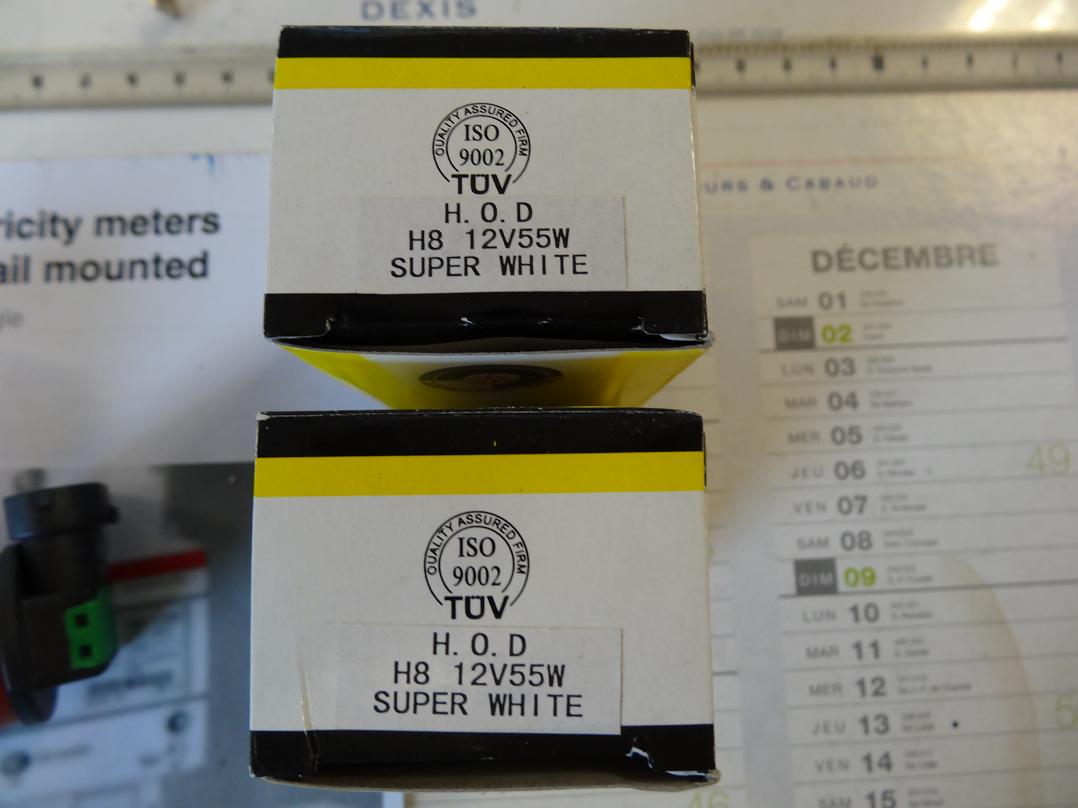 DEXIS
QUALITY ASSURED FIRM
ISO
9002
TÜV
H.O.D
H8 12V55W
SUPER WHITE
QUALITY ASSURED FIRM
ISO
9002
TÜV
H.O.D
H8 12V55W
SUPER WHITE
ricity meters
ail mounted
gie
URS & CABAUD
DÉCEMBRE
SAM 01
DIM 02
LUN 03
MAR 04
MER 05
JEU 06
49
VEN 07
SAM 08
DIM 09
LUN 10
MAR 11
MER 12
JEU 13
5
VEN 14
SAM 15
46